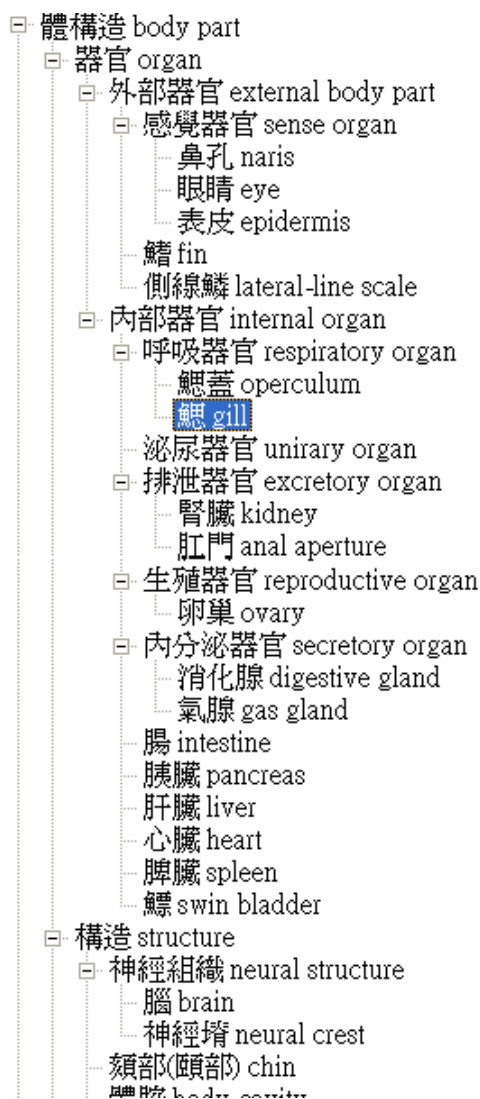 體構造 body part
器官 organ
外部器官 external body part
感覺器官 sense organ
鼻孔 naris
眼睛 eye
表皮 epidermis
鰭 fin
側線鱗 lateral-line scale
內部器官 internal organ
呼吸器官 respiratory organ
鰓蓋 operculum
鰓 gill
泌尿器官 unirary organ
排泄器官 excretory organ
腎臟 kidney
肛門 anal aperture
生殖器官 reproductive organ
卵巢 ovary
內分泌器官 secretory organ
消化腺 digestive gland
氣腺 gas gland
腸 intestine
胰臟 pancreas
肝臟 liver
心臟 heart
脾臟 spleen
鰾 swin bladder
構造 structure
神經組織 neural structure
腦 brain
神經堉 neural crest
頦部(頤部) chin
體腔 body cavity